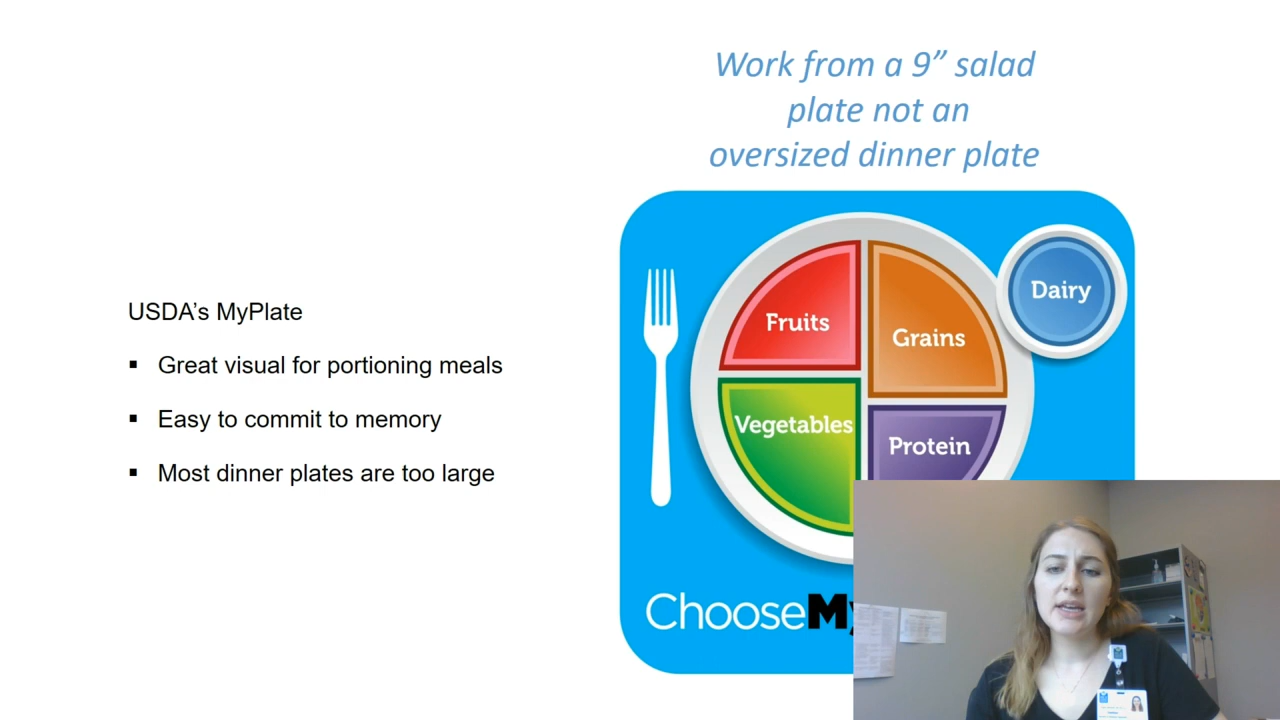 Work from a 9” salad
plate not an
oversized dinner plate
USDA’s MyPlate
▪ Great visual for portioning meals
▪ Easy to commit to memory
▪ Most dinner plates are too large
Fruits
Grains
Dairy
Vegetables
Protein
ChooseMy